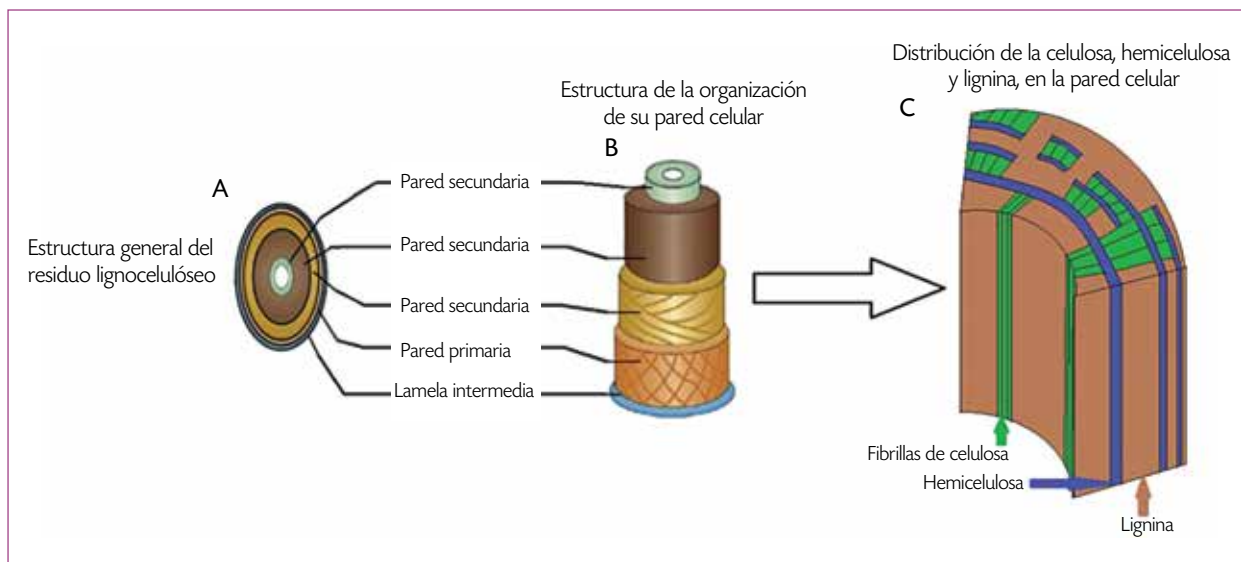 A
Estructura general del
residuo lignocelulóseo
Estructura de la organización
de su pared celular
B
Pared secundaria
Pared secundaria
Pared secundaria
Pared primaria
Lamela intermedia
Distribución de la celulosa, hemicelulosa
y lignina, en la pared celular
C
Fibrillas de celulosa
Hemicelulosa
Lignina